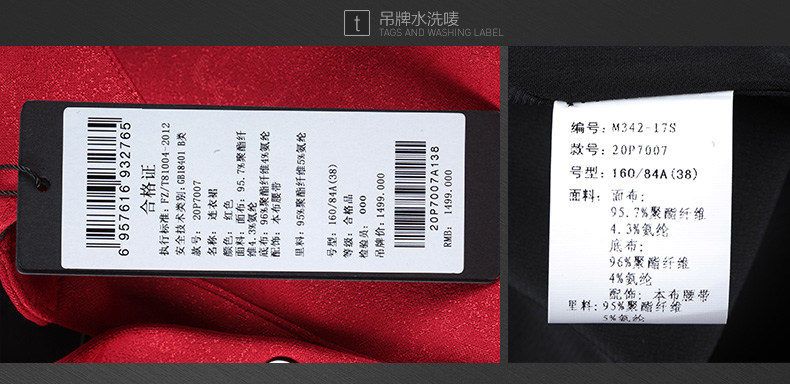 t
吊牌水洗唛
TAGS AND WASHING LABEL
6 957616 932765
合格证
执行标准: FZ/T81004-2012
安全技术类别: GB18401 B类
款号: 20P7007
名称: 连衣裙
颜色: 红色
面料: 面布: 95.7%聚酯纤
维4.3%氨纶
底布: 96%聚酯纤维4%氨纶
配饰: 本布腰带
里料: 95%聚酯纤维5%氨纶
号型: 160/84A(38)
等级: 合格品
检验员: 000
吊牌价: 1499.000
20P7007A138
RMB: 1499.000
编号: M342-17S
款号: 20P7007
号型: 160/84A(38)
面料: 面布:
95.7%聚酯纤维
4.3%氨纶
底布:
96%聚酯纤维
4%氨纶
配饰: 本布腰带
里料: 95%聚酯纤维
5%氨纶